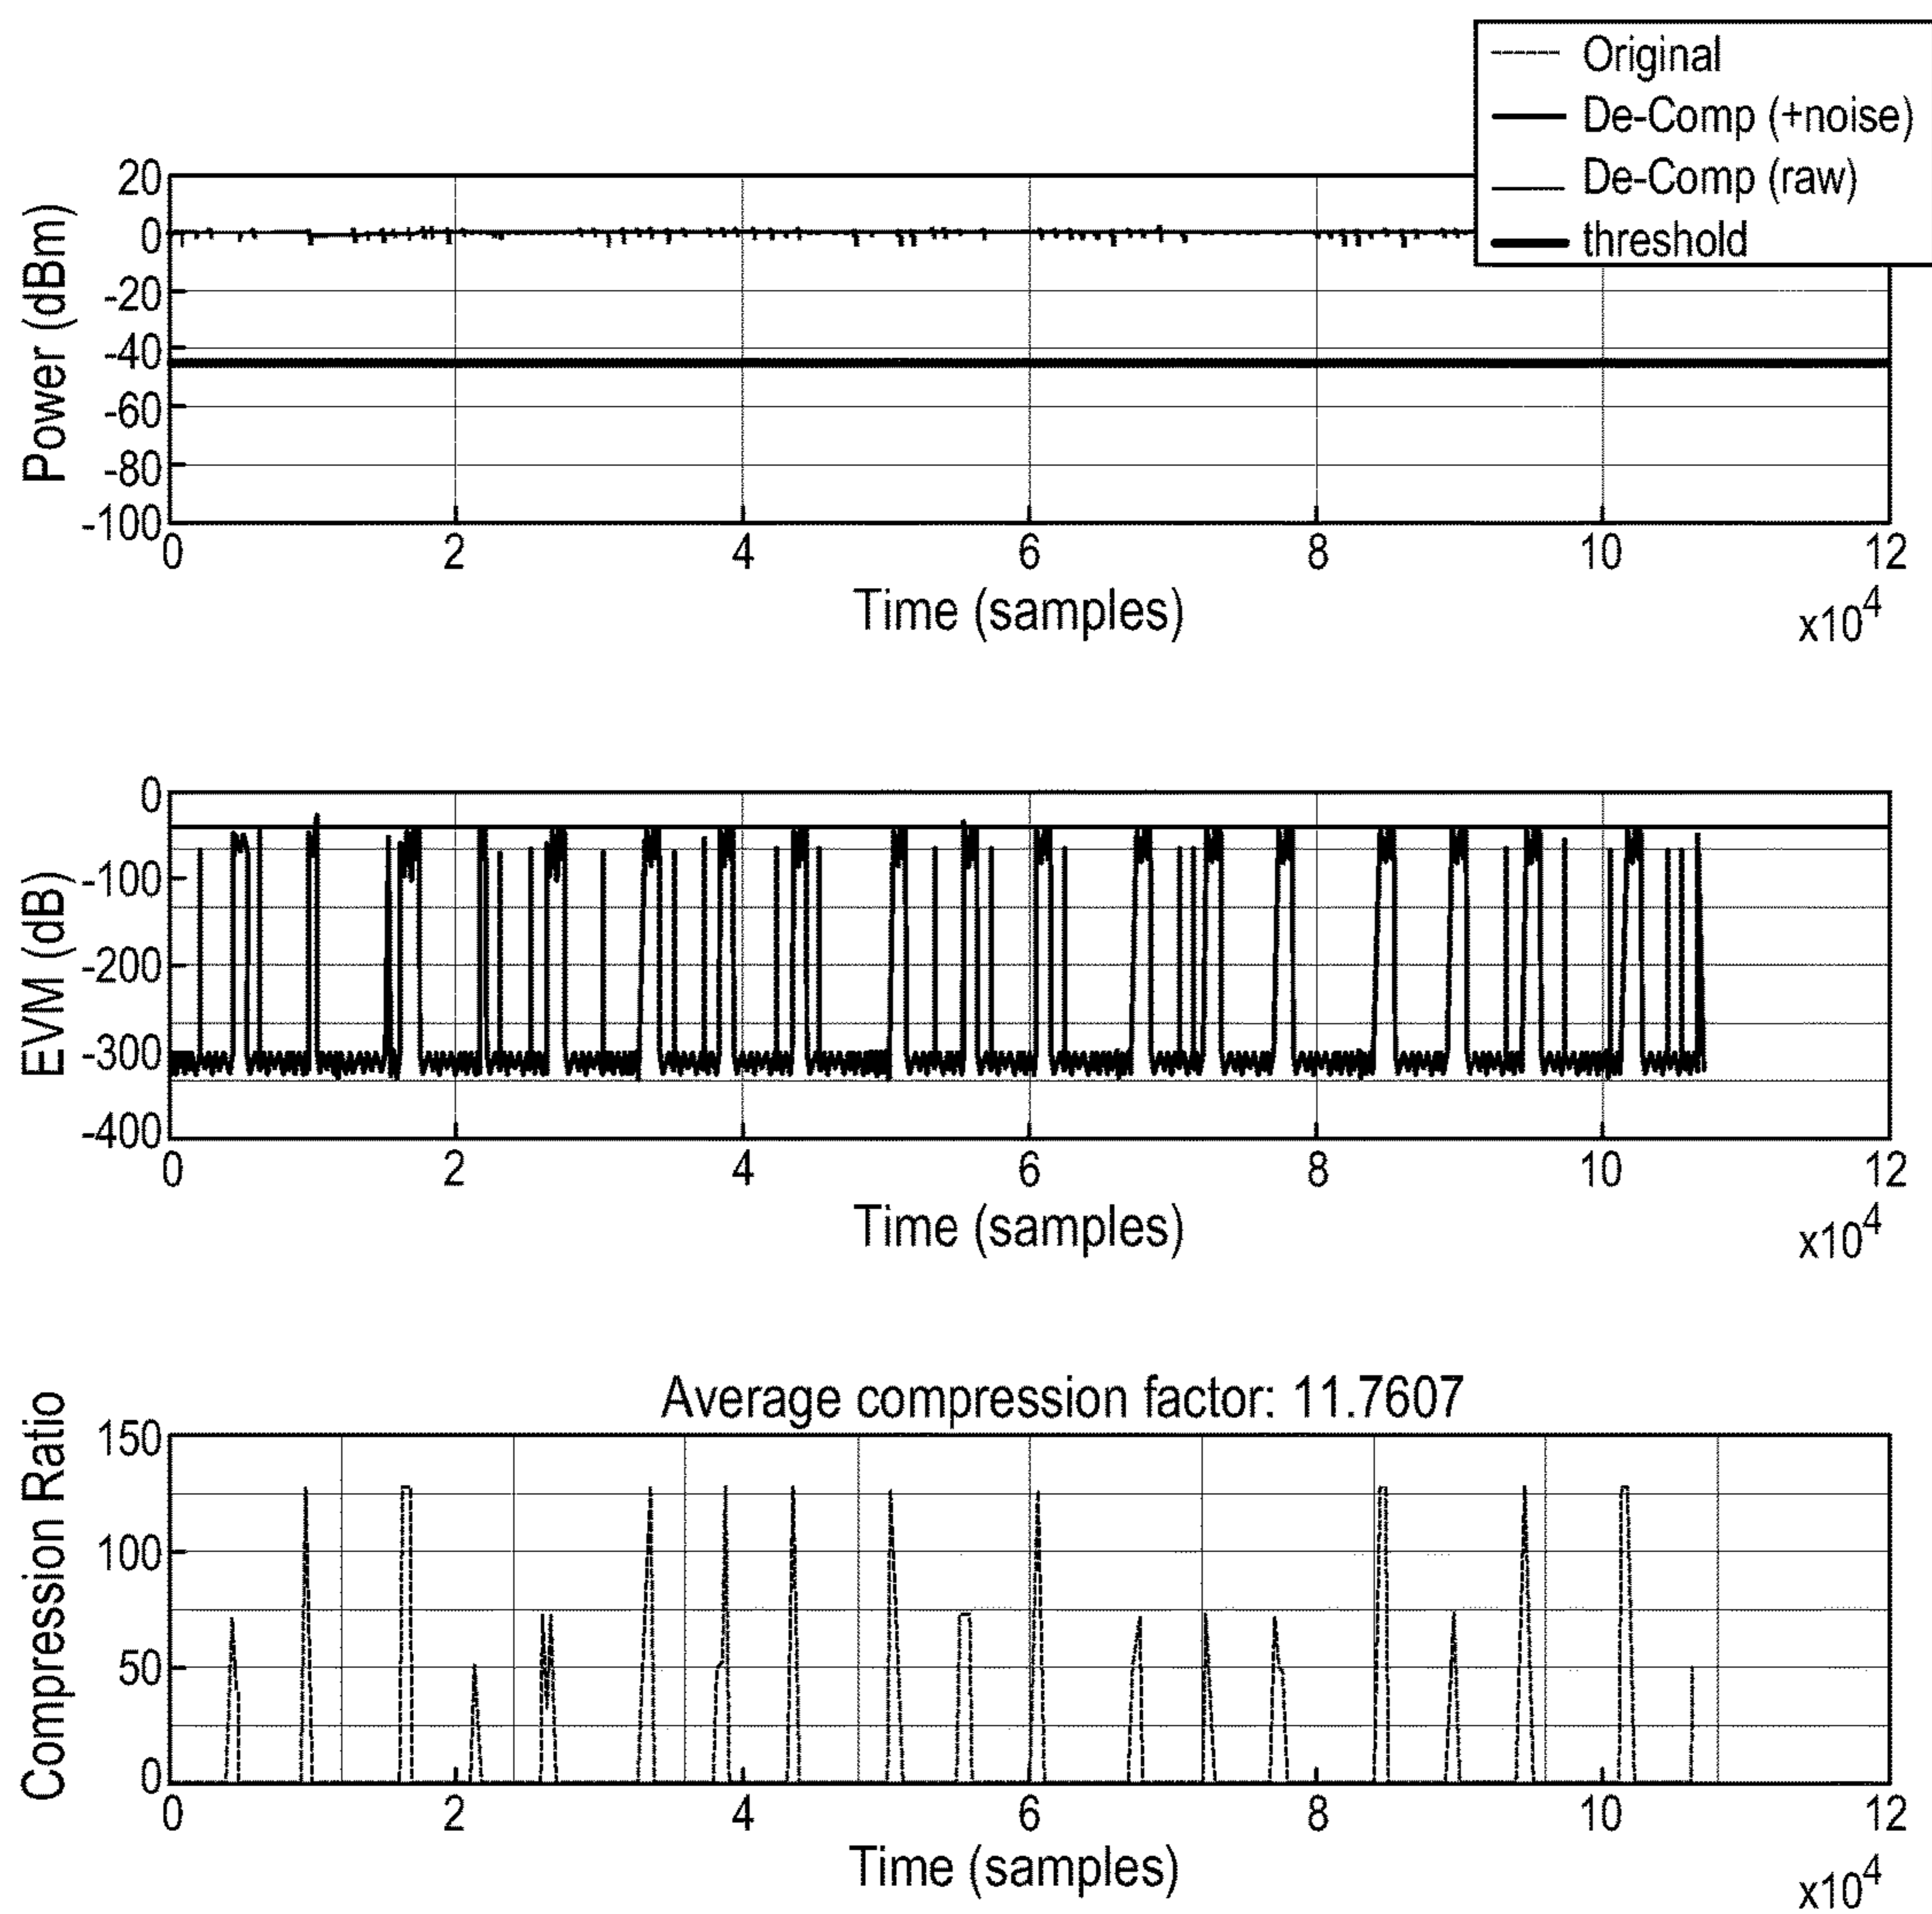 Original
De-Comp (+noise)
De-Comp (raw)
threshold
Power (dBm)
20
0
-20
-40
-60
-80
-100
0 2 4 6 8 10 12
Time (samples)
x10^4
EVM (dB)
0
-100
-200
-300
-400
0 2 4 6 8 10 12
Time (samples)
x10^4
Average compression factor: 11.7607
Compression Ratio
150
100
50
0
0 2 4 6 8 10 12
Time (samples)
x10^4